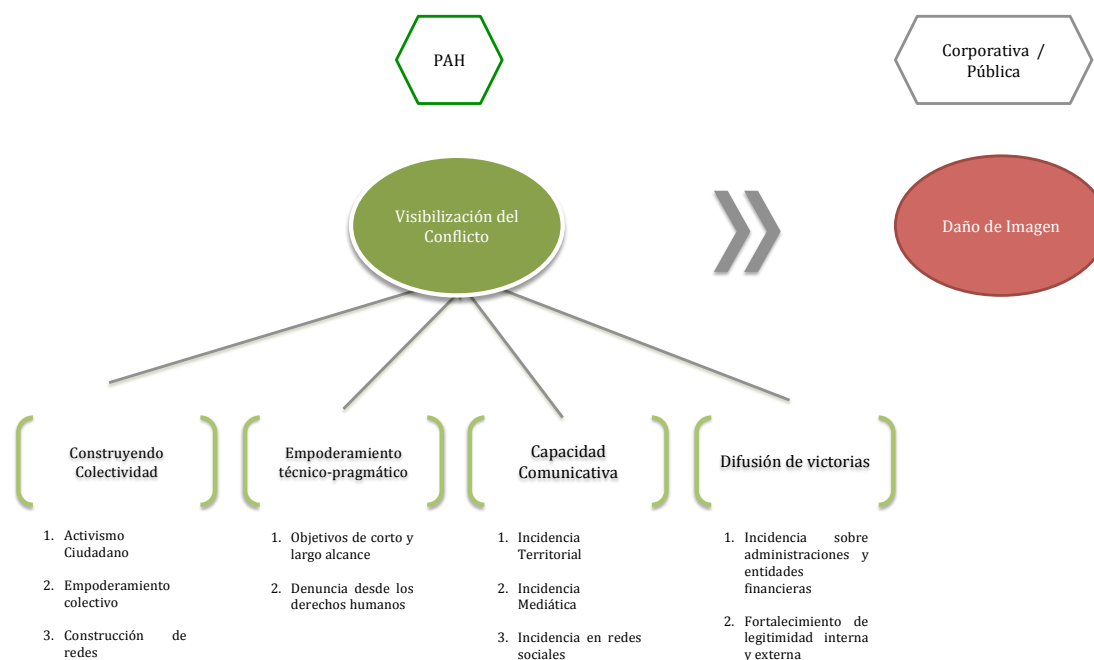 PAH
Corporativa /
Pública
Visibilización del
Conflicto
Daño de Imagen
Construyendo
Colectividad
Empoderamiento
técnico-pragmático
Capacidad
Comunicativa
Difusión de victorias
1. Activismo
Ciudadano
2. Empoderamiento
colectivo
3. Construcción de
redes
1. Objetivos de corto y
largo alcance
2. Denuncia desde los
derechos humanos
1. Incidencia
Territorial
2. Incidencia
Mediática
3. Incidencia en redes
sociales
1. Incidencia sobre
administraciones y
entidades
financieras
2. Fortalecimiento de
legitimidad interna
y externa